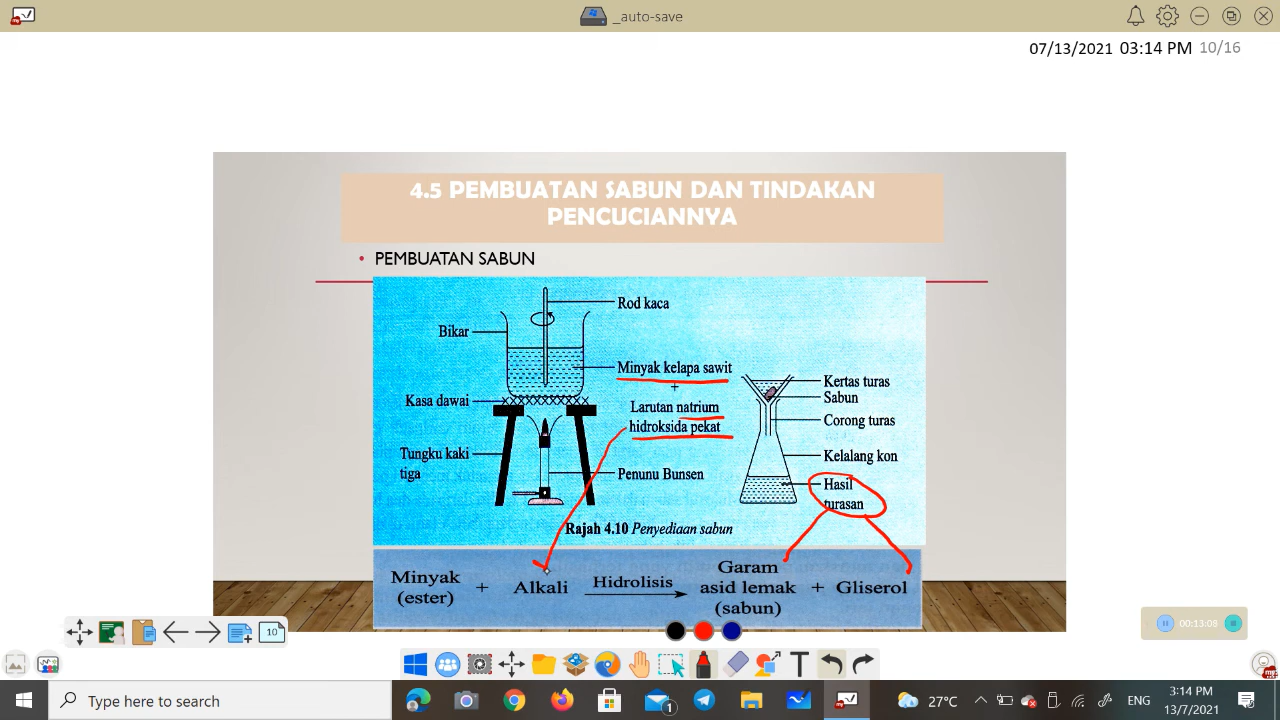 _auto-save
07/13/2021 03:14 PM 10/16
4.5 PEMBUATAN SABUN DAN TINDAKAN
PENCUCIANNYA
• PEMBUATAN SABUN
Rod kaca
Bikar
Minyak kelapa sawit
+
Larutan natrium
hidroksida pekat
Kasa dawai
Tungku kaki
tiga
Penunu Bunsen
Kertas turas
Sabun
Corong turas
Kelalang kon
Hasil
turasan
Rajah 4.10 Penyediaan sabun
Minyak
(ester)
+
Alkali
Hidrolisis
Garam
asid lemak
(sabun)
+
Gliserol
10
00:13:08
Type here to search
1
27°C
ENG
3:14 PM
13/7/2021